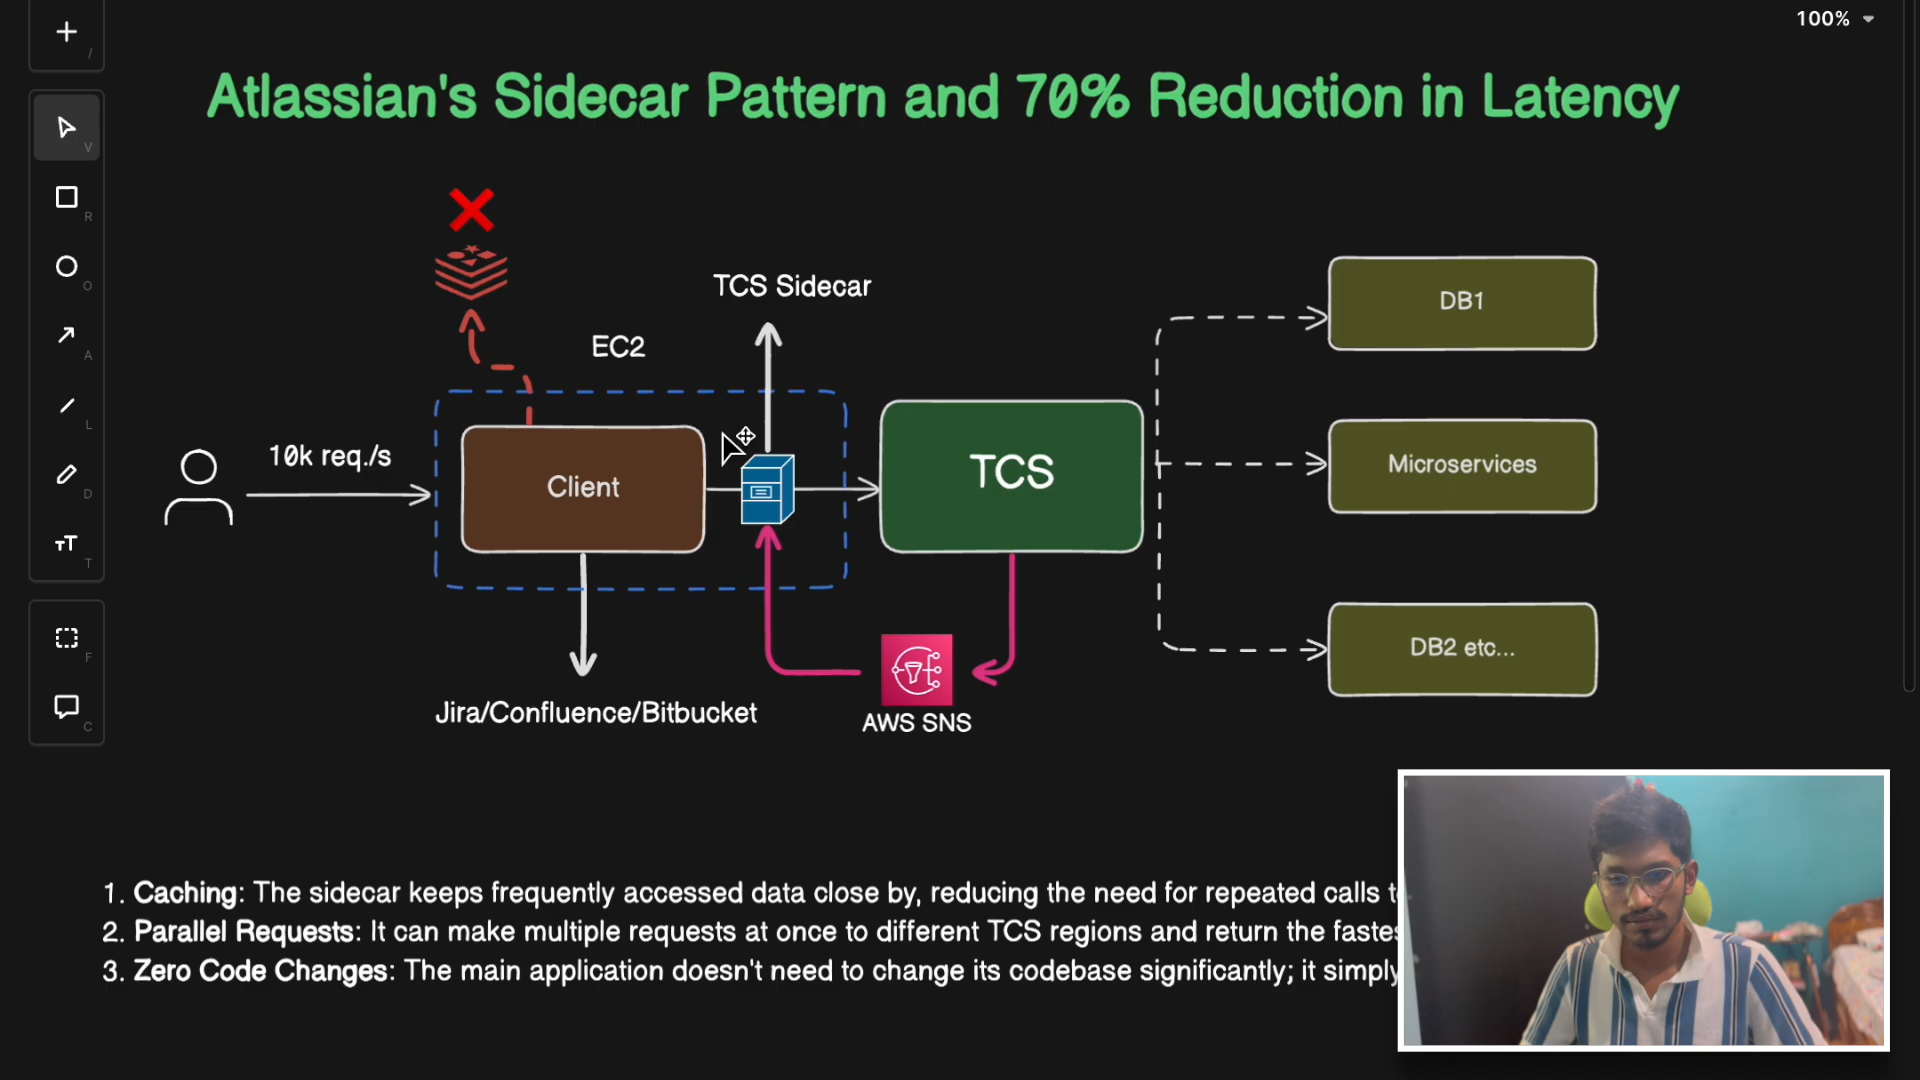 100%
/
Atlassian's Sidecar Pattern and 70% Reduction in Latency
V
R
O
A
L
D
T
F
C
TCS Sidecar
EC2
10k req./s
Client
TCS
DB1
Microservices
DB2 etc...
Jira/Confluence/Bitbucket
AWS SNS
1. Caching: The sidecar keeps frequently accessed data close by, reducing the need for repeated calls
2. Parallel Requests: It can make multiple requests at once to different TCS regions and return the
3. Zero Code Changes: The main application doesn't need to change its codebase significantly; it simply